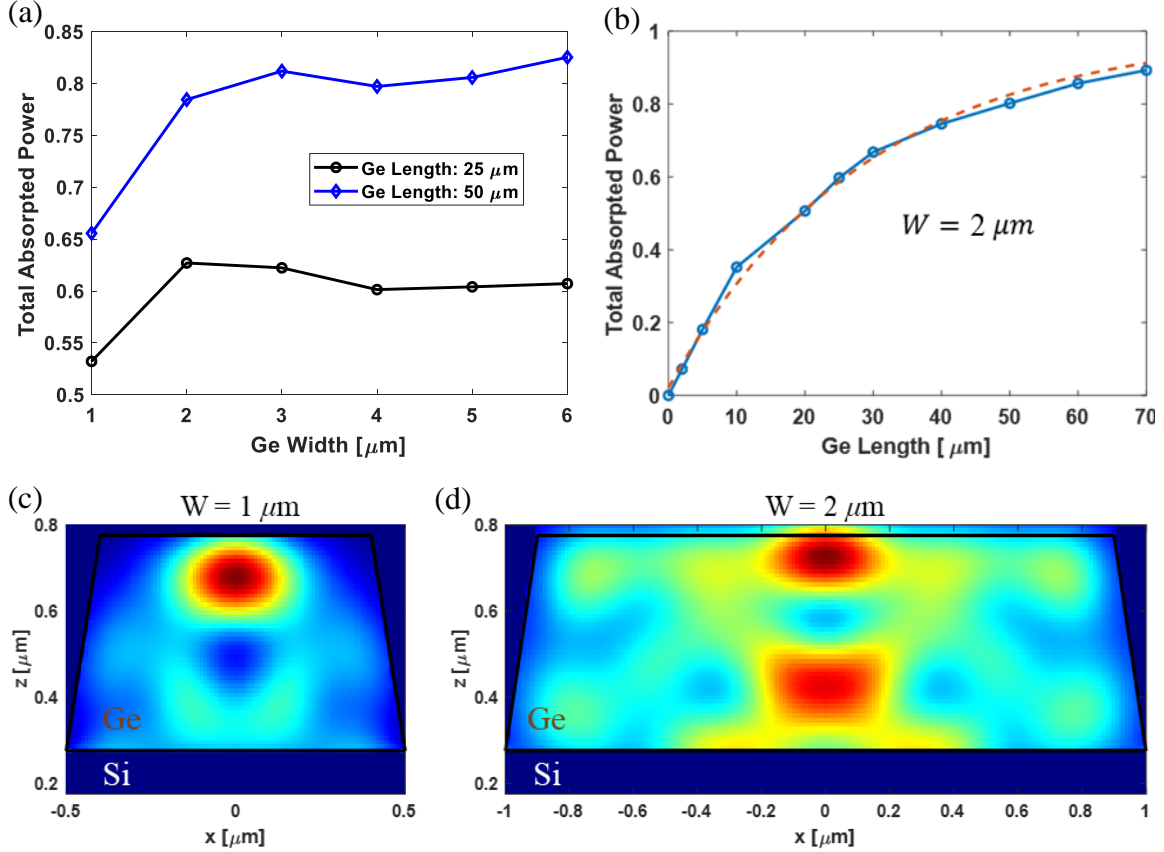 (a)
Total Absorpted Power
0.85
0.8
0.75
0.7
0.65
0.6
0.55
0.5
Ge Length: 25 μm
Ge Length: 50 μm
1 2 3 4 5 6
Ge Width [μm]
(b)
Total Absorpted Power
1
0.8
0.6
0.4
0.2
0
W = 2 μm
0 10 20 30 40 50 60 70
Ge Length [ μm]
(c)
W = 1 μm
z [μm]
0.8
0.6
0.4
0.2
Ge
Si
-0.5 0 0.5
x [μm]
(d)
W = 2 μm
z [μm]
0.8
0.6
0.4
0.2
Ge
Si
-1 -0.8 -0.6 -0.4 -0.2 0 0.2 0.4 0.6 0.8 1
x [μm]